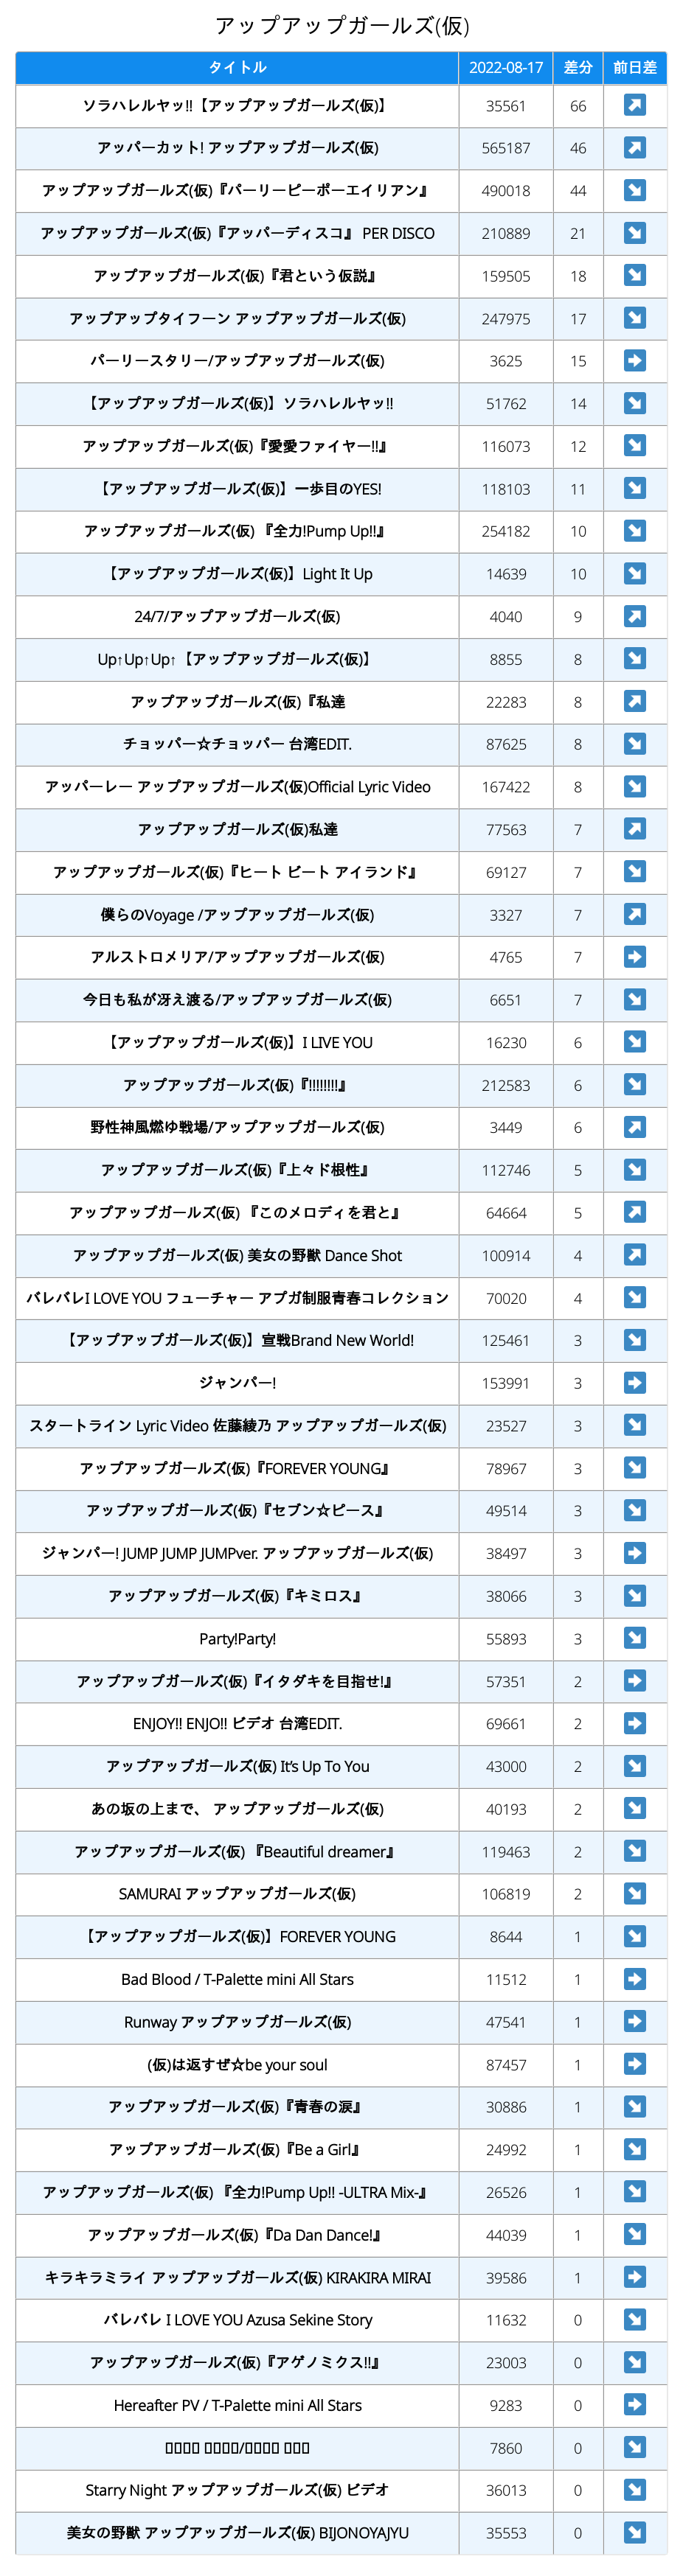 アップアップガールズ(仮)
タイトル 2022-08-17 差分 前日差
ソラハレルヤッ!!【アップアップガールズ(仮)】 35561 66 ↗
アッパーカット! アップアップガールズ(仮) 565187 46 ↗
アップアップガールズ(仮)『パーリーピーポーエイリアン』 490018 44 ↘
アップアップガールズ(仮)『アッパーディスコ』 PER DISCO 210889 21 ↘
アップアップガールズ(仮)『君という仮説』 159505 18 ↘
アップアップタイフーン アップアップガールズ(仮) 247975 17 ↘
パーリースタリー/アップアップガールズ(仮) 3625 15 ➡
【アップアップガールズ(仮)】ソラハレルヤッ!! 51762 14 ↘
アップアップガールズ(仮)『愛愛ファイヤー!!』 116073 12 ↘
【アップアップガールズ(仮)】一歩目のYES! 118103 11 ↘
アップアップガールズ(仮) 『全力!Pump Up!!』 254182 10 ↘
【アップアップガールズ(仮)】Light It Up 14639 10 ↘
24/7/アップアップガールズ(仮) 4040 9 ↗
Up↑Up↑Up↑【アップアップガールズ(仮)】 8855 8 ↘
アップアップガールズ(仮)『私達 22283 8 ↗
チョッパー☆チョッパー 台湾EDIT. 87625 8 ↘
アッパーレー アップアップガールズ(仮)Official Lyric Video 167422 8 ↘
アップアップガールズ(仮)私達 77563 7 ↗
アップアップガールズ(仮)『ヒート ビート アイランド』 69127 7 ↘
僕らのVoyage /アップアップガールズ(仮) 3327 7 ↗
アルストロメリア/アップアップガールズ(仮) 4765 7 ➡
今日も私が冴え渡る/アップアップガールズ(仮) 6651 7 ↘
【アップアップガールズ(仮)】I LIVE YOU 16230 6 ↘
アップアップガールズ(仮)『!!!!!!!!』 212583 6 ↘
野性神風燃ゆ戦場/アップアップガールズ(仮) 3449 6 ↗
アップアップガールズ(仮)『上々ド根性』 112746 5 ↘
アップアップガールズ(仮) 『このメロディを君と』 64664 5 ↗
アップアップガールズ(仮) 美女の野獣 Dance Shot 100914 4 ↗
バレバレI LOVE YOU フューチャー アプガ制服青春コレクション 70020 4 ↘
【アップアップガールズ(仮)】宣戦Brand New World! 125461 3 ↘
ジャンパー! 153991 3 ➡
スタートライン Lyric Video 佐藤綾乃 アップアップガールズ(仮) 23527 3 ↘
アップアップガールズ(仮)『FOREVER YOUNG』 78967 3 ↘
アップアップガールズ(仮)『セブン☆ピース』 49514 3 ↘
ジャンパー! JUMP JUMP JUMPver. アップアップガールズ(仮) 38497 3 ➡
アップアップガールズ(仮)『キミロス』 38066 3 ↘
Party!Party! 55893 3 ↘
アップアップガールズ(仮)『イタダキを目指せ!』 57351 2 ➡
ENJOY!! ENJO!! ビデオ 台湾EDIT. 69661 2 ➡
アップアップガールズ(仮) It's Up To You 43000 2 ↘
あの坂の上まで、 アップアップガールズ(仮) 40193 2 ↘
アップアップガールズ(仮) 『Beautiful dreamer』 119463 2 ↘
SAMURAI アップアップガールズ(仮) 106819 2 ↘
【アップアップガールズ(仮)】FOREVER YOUNG 8644 1 ↘
Bad Blood / T-Palette mini All Stars 11512 1 ➡
Runway アップアップガールズ(仮) 47541 1 ➡
(仮)は返すぜ☆be your soul 87457 1 ➡
アップアップガールズ(仮)『青春の涙』 30886 1 ↘
アップアップガールズ(仮)『Be a Girl』 24992 1 ↘
アップアップガールズ(仮) 『全力!Pump Up!! -ULTRA Mix-』 26526 1 ↘
アップアップガールズ(仮)『Da Dan Dance!』 44039 1 ↘
キラキラミライ アップアップガールズ(仮) KIRAKIRA MIRAI 39586 1 ➡
バレバレ I LOVE YOU Azusa Sekine Story 11632 0 ↘
アップアップガールズ(仮)『アゲノミクス!!』 23003 0 ↘
Hereafter PV / T-Palette mini All Stars 9283 0 ➡
▯▯▯▯ ▯▯▯▯/▯▯▯▯ ▯▯▯ 7860 0 ↘
Starry Night アップアップガールズ(仮) ビデオ 36013 0 ↘
美女の野獣 アップアップガールズ(仮) BIJONOYAJYU 35553 0 ↘